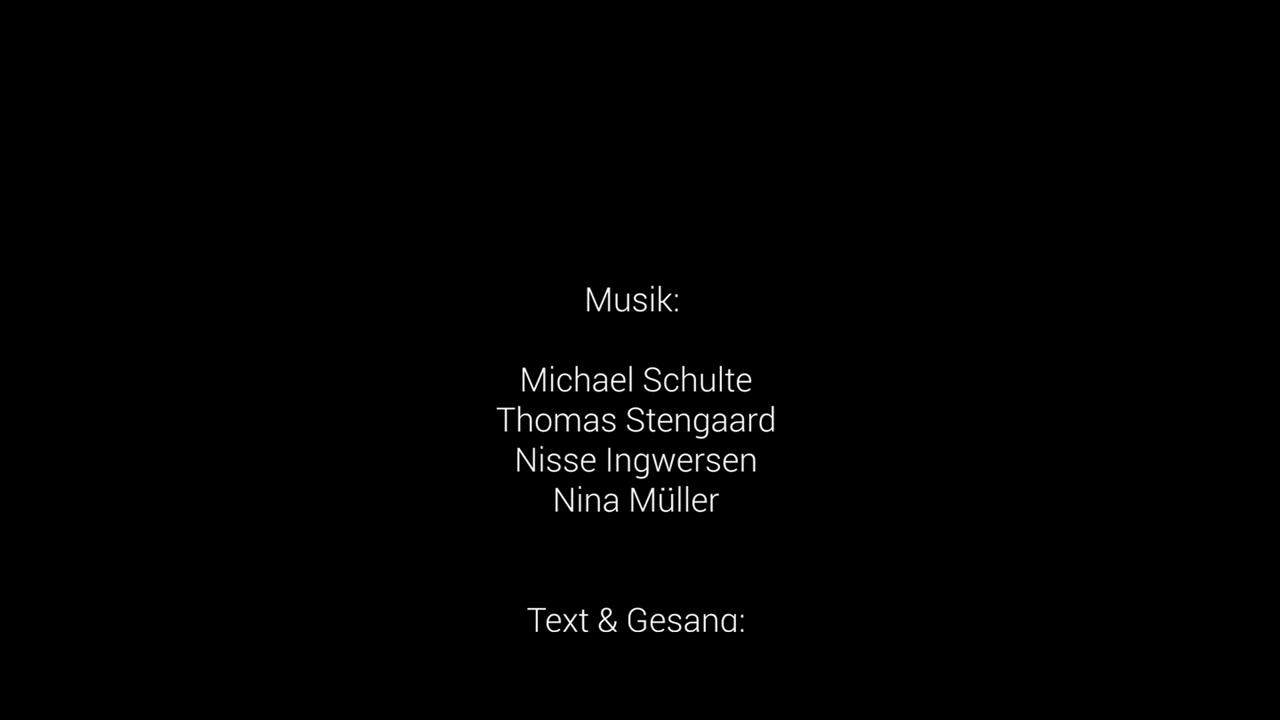 Musik:
Michael Schulte
Thomas Stengaard
Nisse Ingwersen
Nina Müller
Text & Gesang: